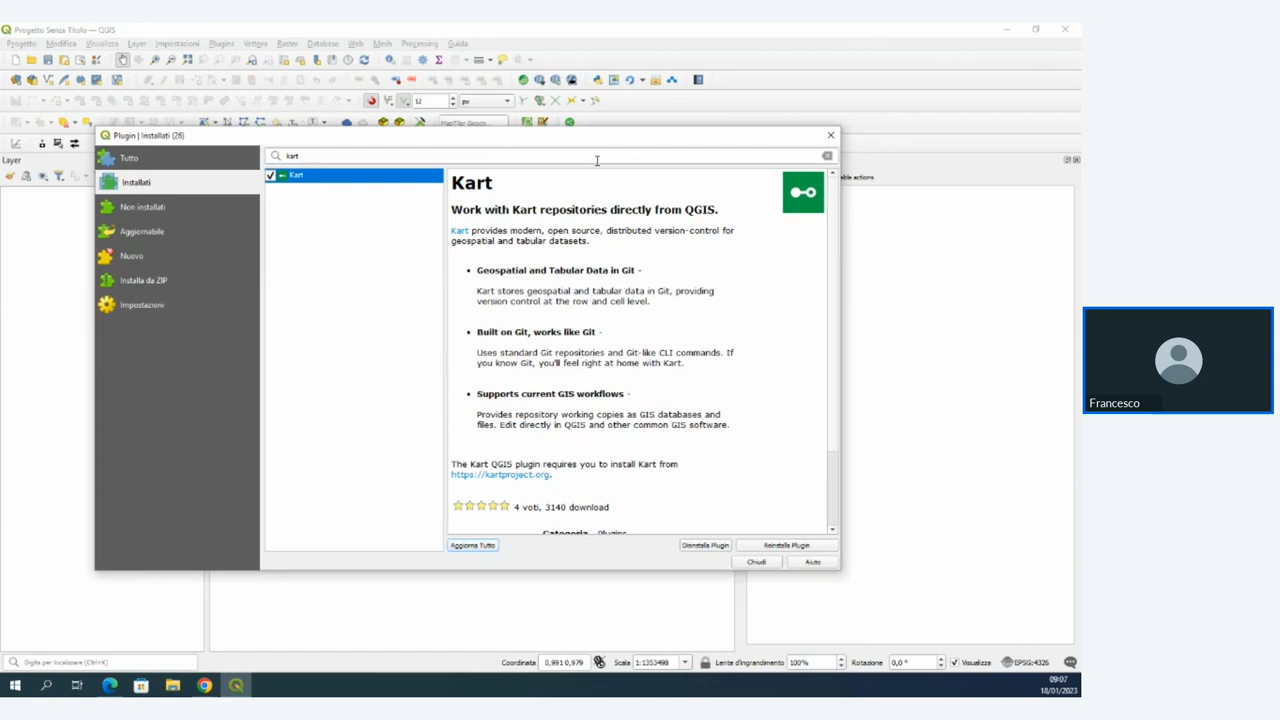 Progetto Senza Titolo — QGIS
Progetto Modifica Visualizza Layer Impostazioni Plugins Vettore Raster Database Web Mesh Processing Guida
12 px
Plugin | Installati (26)
Layer
Tutto
kart
Installati
Kart
Non installati
Aggiornabile
Nuovo
Installa da ZIP
Impostazioni
Kart
Work with Kart repositories directly from QGIS.
Kart provides modern, open source, distributed version-control for
geospatial and tabular datasets.
• Geospatial and Tabular Data in Git -
Kart stores geospatial and tabular data in Git, providing
version control at the row and cell level.
• Built on Git, works like Git -
Uses standard Git repositories and Git-like CLI commands. If
you know Git, you'll feel right at home with Kart.
• Supports current GIS workflows -
Provides repository working copies as GIS databases and
files. Edit directly in QGIS and other common GIS software.
The Kart QGIS plugin requires you to install Kart from
https://kartproject.org.
4 voti, 3140 download
Categoria Plugins
Aggiorna Tutto
Disinstalla Plugin
Reinstalla Plugin
Chiudi
Aiuto
actions
Francesco
Digita per localizzare (Ctrl+K)
Coordinata 0,991 0,979 Scala 1:1353498 Lente d'ingrandimento 100% Rotazione 0,0 ° Visualizza EPSG:4326
09:07
18/01/2023